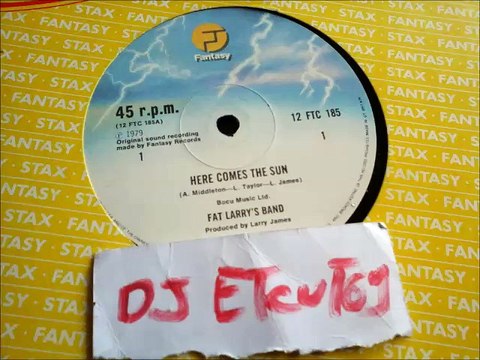 Fantasy
45 r.p.m.
(12 FTC 185A)
℗ 1979
Original sound recording
made by Fantasy Records
1
12 FTC 185
1
HERE COMES THE SUN
(A. Middleton—L. Taylor—L. James)
Bocu Music Ltd.
FAT LARRY'S BAND
Produced by Larry James
STAX · FANTASY
DJ ETcuTo9